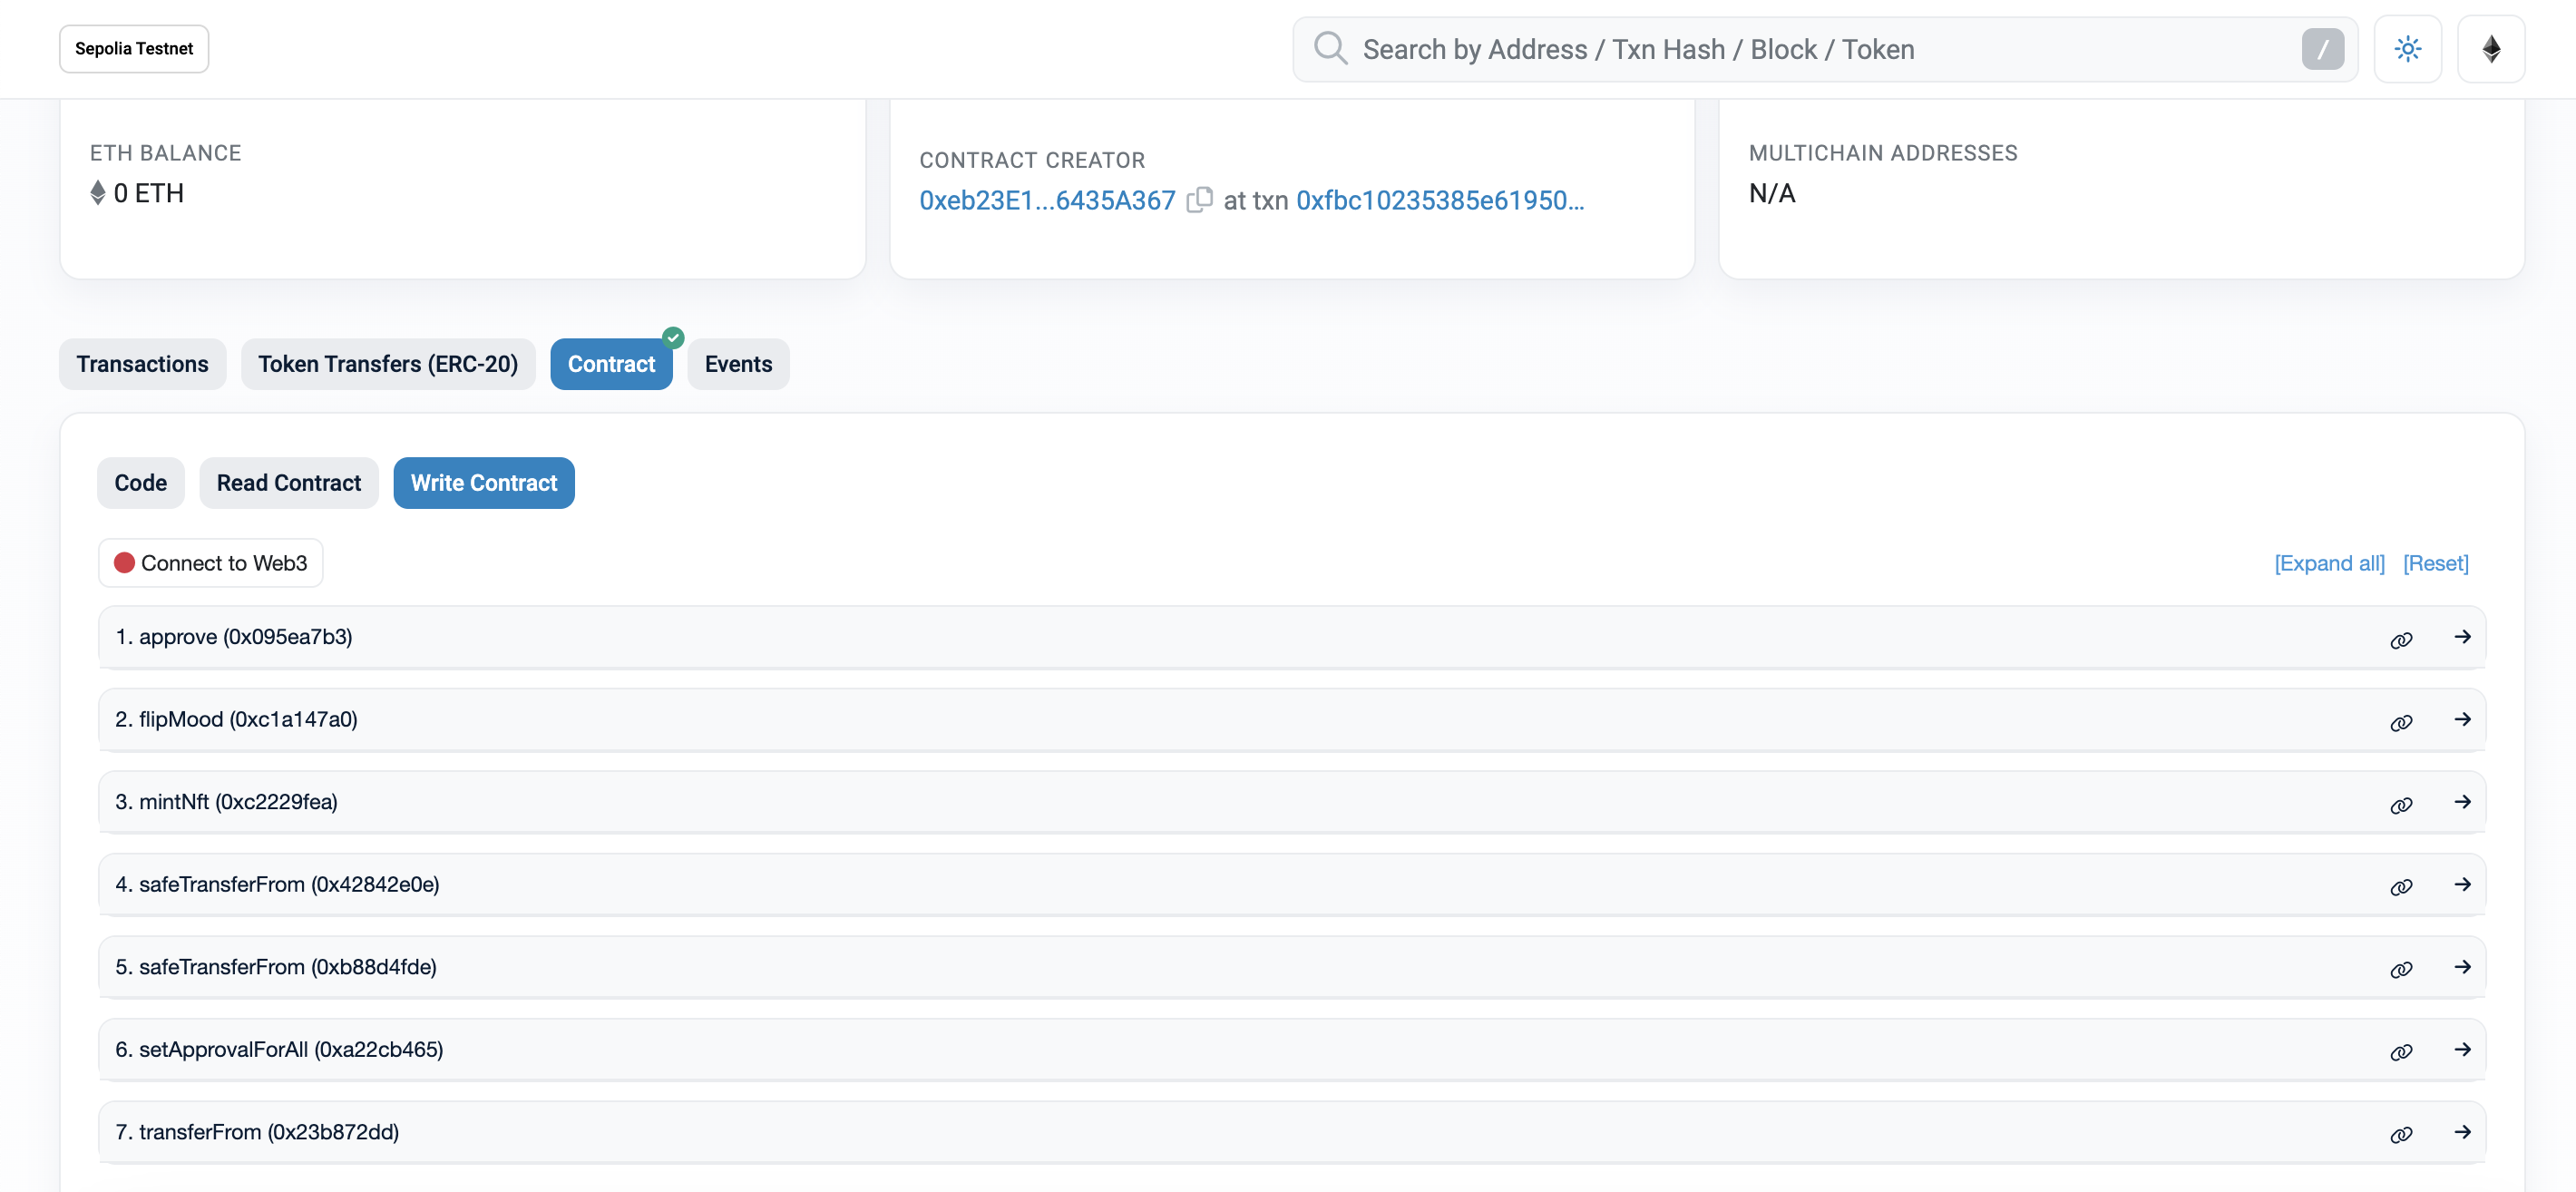 Sepolia Testnet
Search by Address / Txn Hash / Block / Token
/
ETH BALANCE
0 ETH
CONTRACT CREATOR
0xeb23E1...6435A367 at txn 0xfbc10235385e61950...
MULTICHAIN ADDRESSES
N/A
Transactions
Token Transfers (ERC-20)
Contract
Events
Code
Read Contract
Write Contract
Connect to Web3
[Expand all] [Reset]
1. approve (0x095ea7b3)
2. flipMood (0xc1a147a0)
3. mintNft (0xc2229fea)
4. safeTransferFrom (0x42842e0e)
5. safeTransferFrom (0xb88d4fde)
6. setApprovalForAll (0xa22cb465)
7. transferFrom (0x23b872dd)